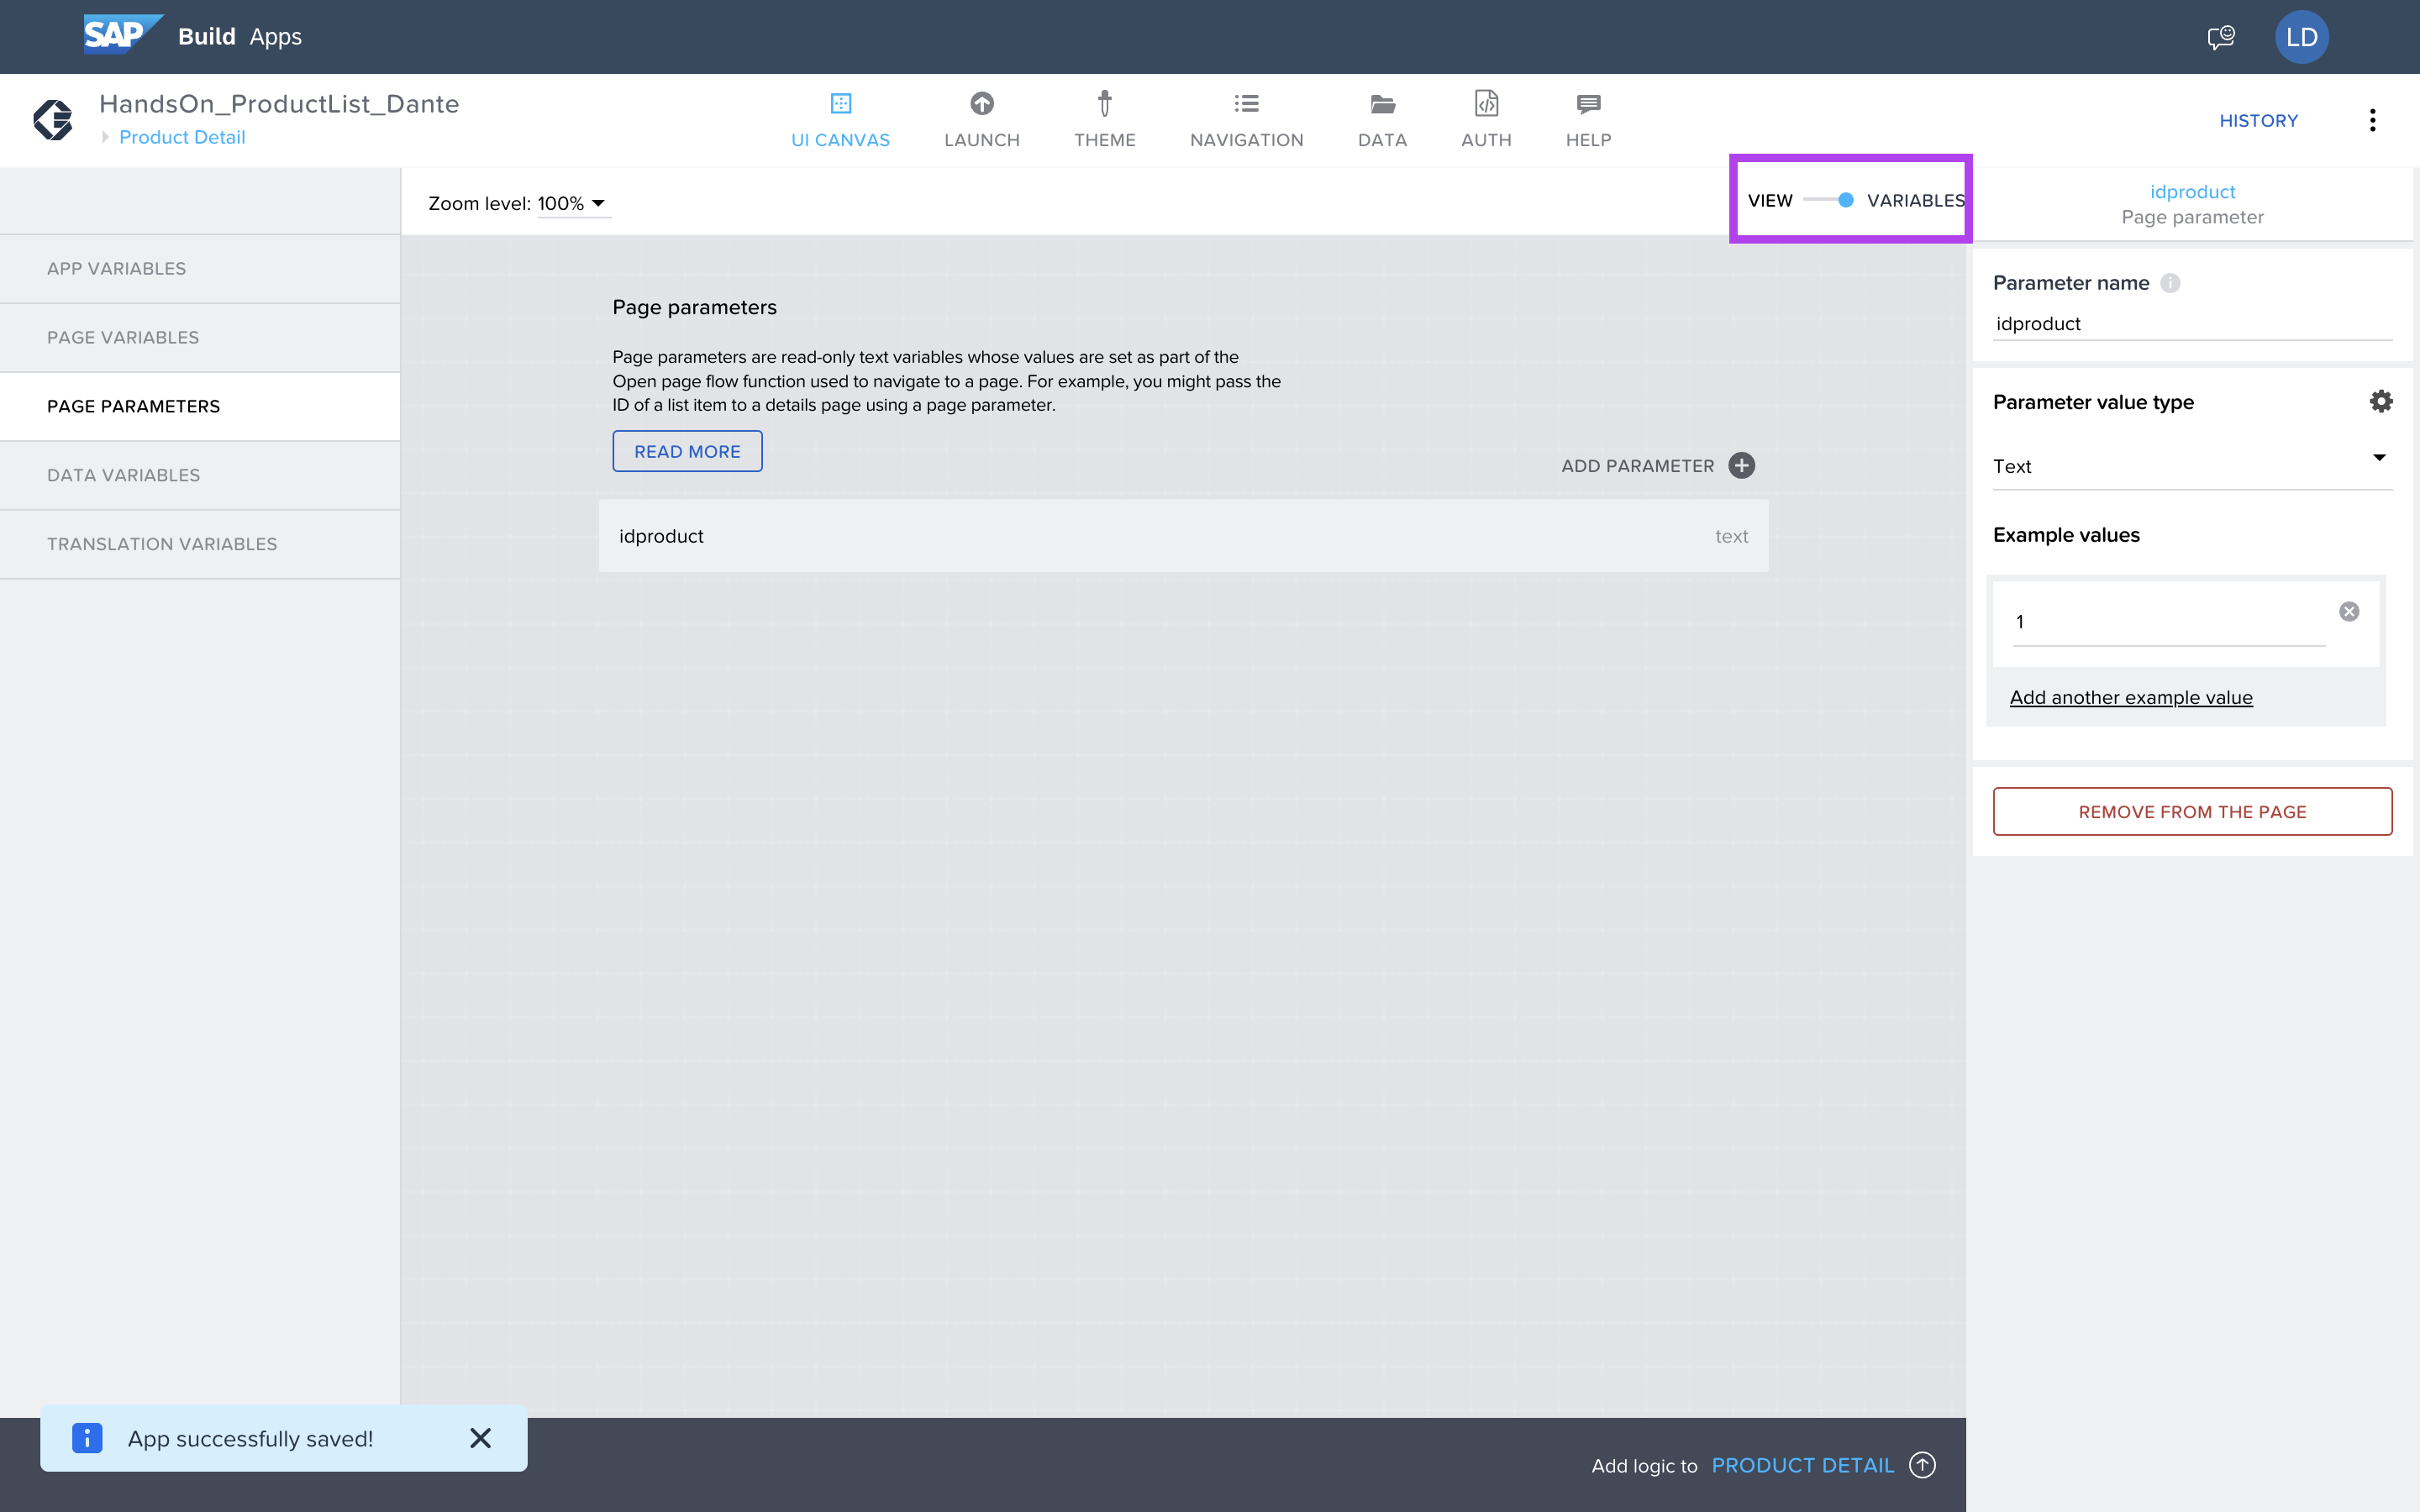 SAP Build Apps
LD
HandsOn_ProductList_Dante
Product Detail
UI CANVAS
LAUNCH
THEME
NAVIGATION
DATA
AUTH
HELP
HISTORY
Zoom level: 100%
VIEW
VARIABLES
idproduct
Page parameter
APP VARIABLES
PAGE VARIABLES
PAGE PARAMETERS
DATA VARIABLES
TRANSLATION VARIABLES
Page parameters
Page parameters are read-only text variables whose values are set as part of the
Open page flow function used to navigate to a page. For example, you might pass the
ID of a list item to a details page using a page parameter.
READ MORE
ADD PARAMETER
idproduct
text
Parameter name
idproduct
Parameter value type
Text
Example values
1
Add another example value
REMOVE FROM THE PAGE
App successfully saved!
Add logic to PRODUCT DETAIL